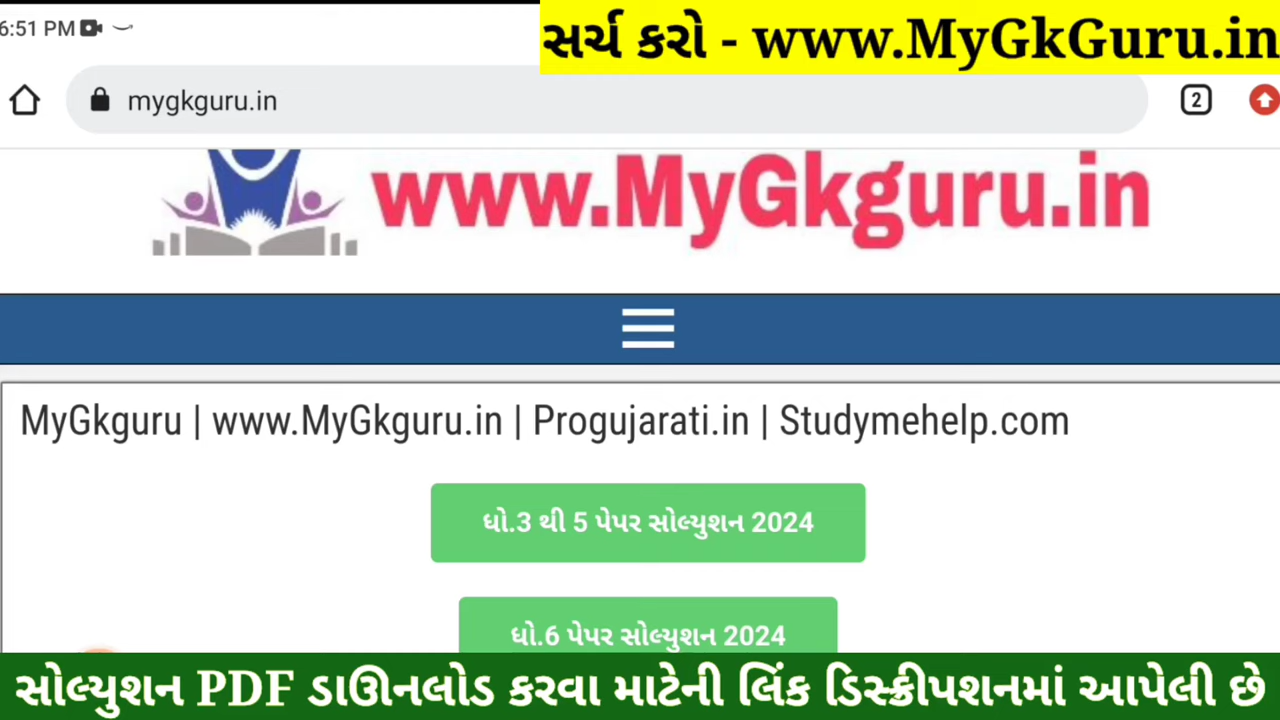 6:51 PM
સર્ચ કરો - www.MyGkGuru.in
mygkguru.in
2
www.MyGkguru.in
MyGkguru | www.MyGkguru.in | Progujarati.in | Studymehelp.com
ધો.3 થી 5 પેપર સોલ્યુશન 2024
ધો.6 પેપર સોલ્યુશન 2024
સોલ્યુશન PDF ડાઊનલોડ કરવા માટેની લિંક ડિસ્ક્રીપશનમાં આપેલી છે